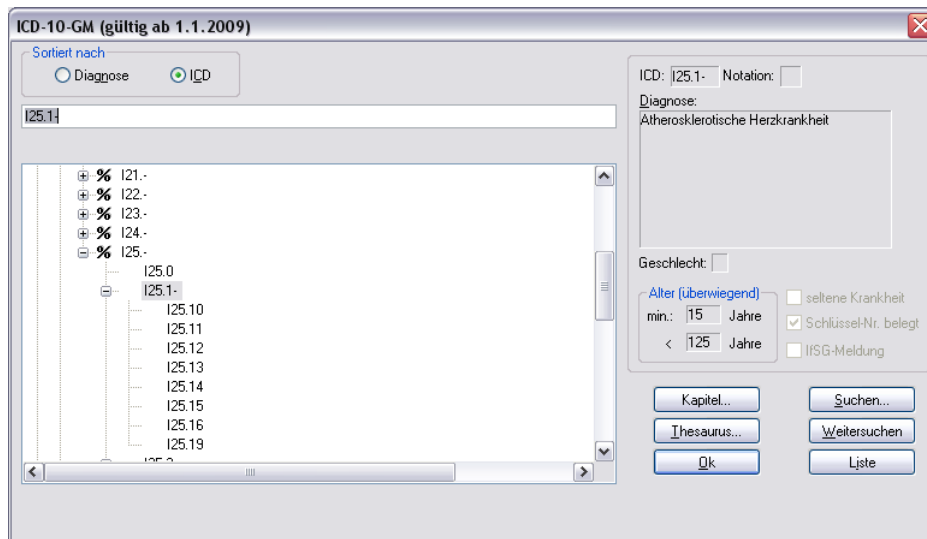 ICD-10-GM (gültig ab 1.1.2009)
Sortiert nach
Diagnose
ICD
I25.1-
% I21.-
% I22.-
% I23.-
% I24.-
% I25.-
I25.0
I25.1-
I25.10
I25.11
I25.12
I25.13
I25.14
I25.15
I25.16
I25.19
ICD: I25.1- Notation:
Diagnose:
Atherosklerotische Herzkrankheit
Geschlecht:
Alter (überwiegend)
min.: 15 Jahre
< 125 Jahre
seltene Krankheit
Schlüssel-Nr. belegt
IfSG-Meldung
Kapitel...
Suchen...
Thesaurus...
Weitersuchen
Ok
Liste